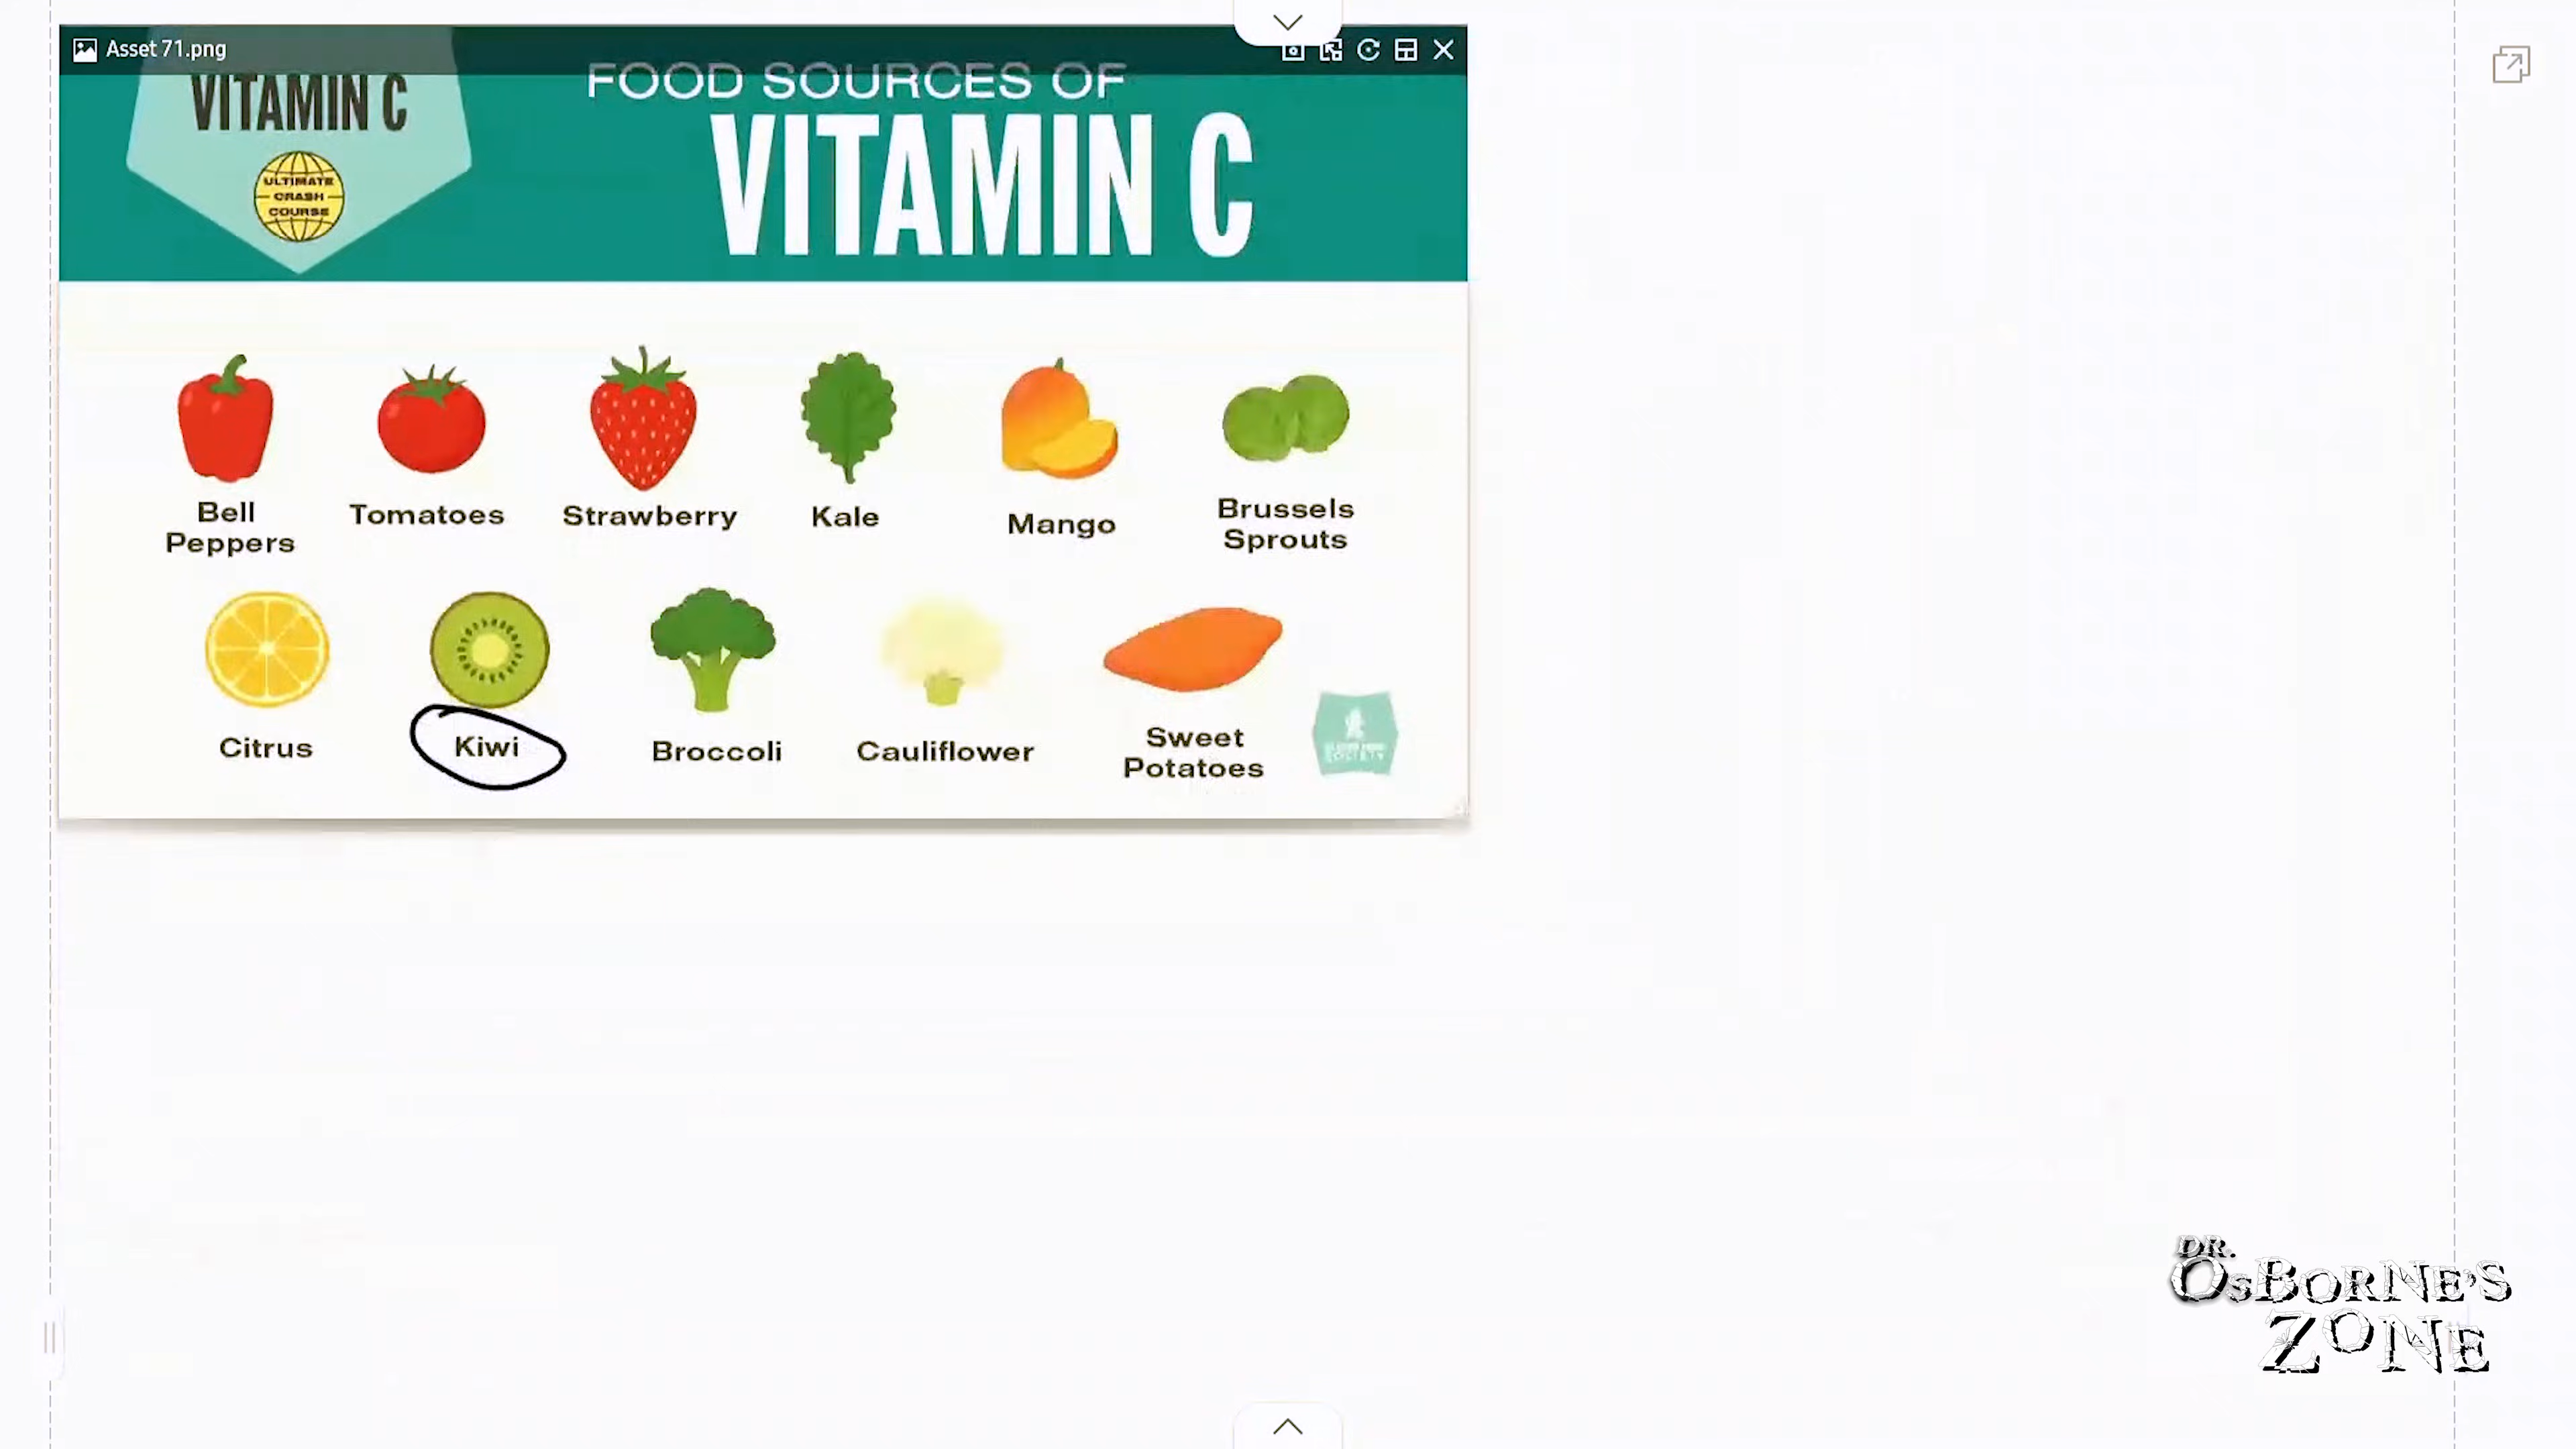 Asset 71.png
VITAMIN C
ULTIMATE
CRASH
COURSE
FOOD SOURCES OF
VITAMIN C
Bell
Peppers
Tomatoes
Strawberry
Kale
Mango
Brussels
Sprouts
Citrus
Kiwi
Broccoli
Cauliflower
Sweet
Potatoes
SOCIETY
DR.
OSBORNE'S
ZONE